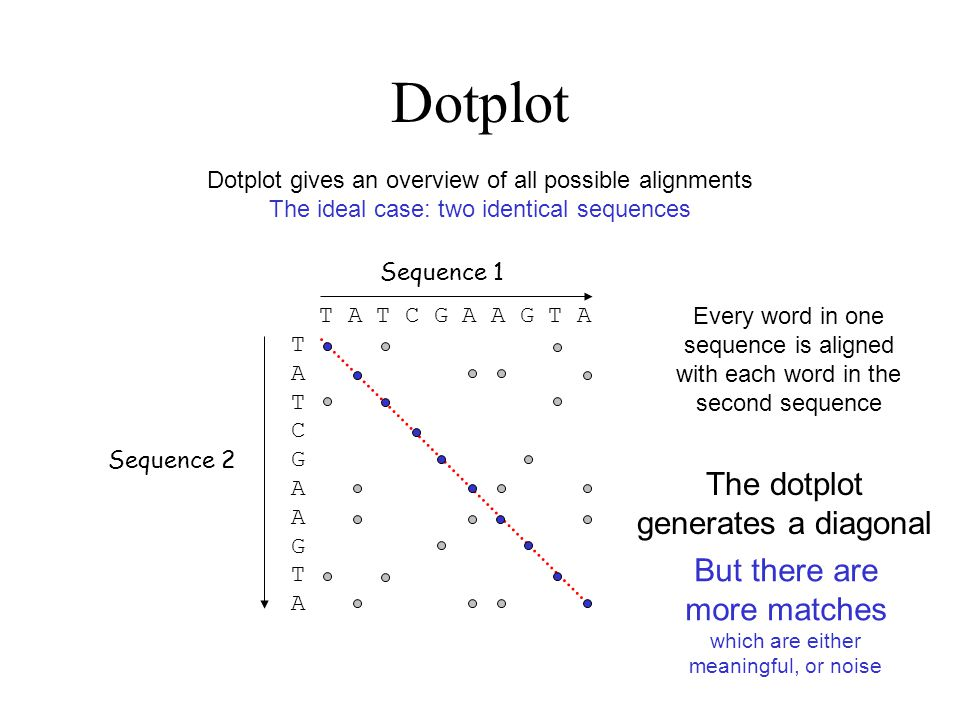 Dotplot
Dotplot gives an overview of all possible alignments
The ideal case: two identical sequences
Sequence 1
T A T C G A A G T A
T
A
T
C
G
A
A
G
T
A
Sequence 2
Every word in one
sequence is aligned
with each word in the
second sequence
The dotplot
generates a diagonal
But there are
more matches
which are either
meaningful, or noise